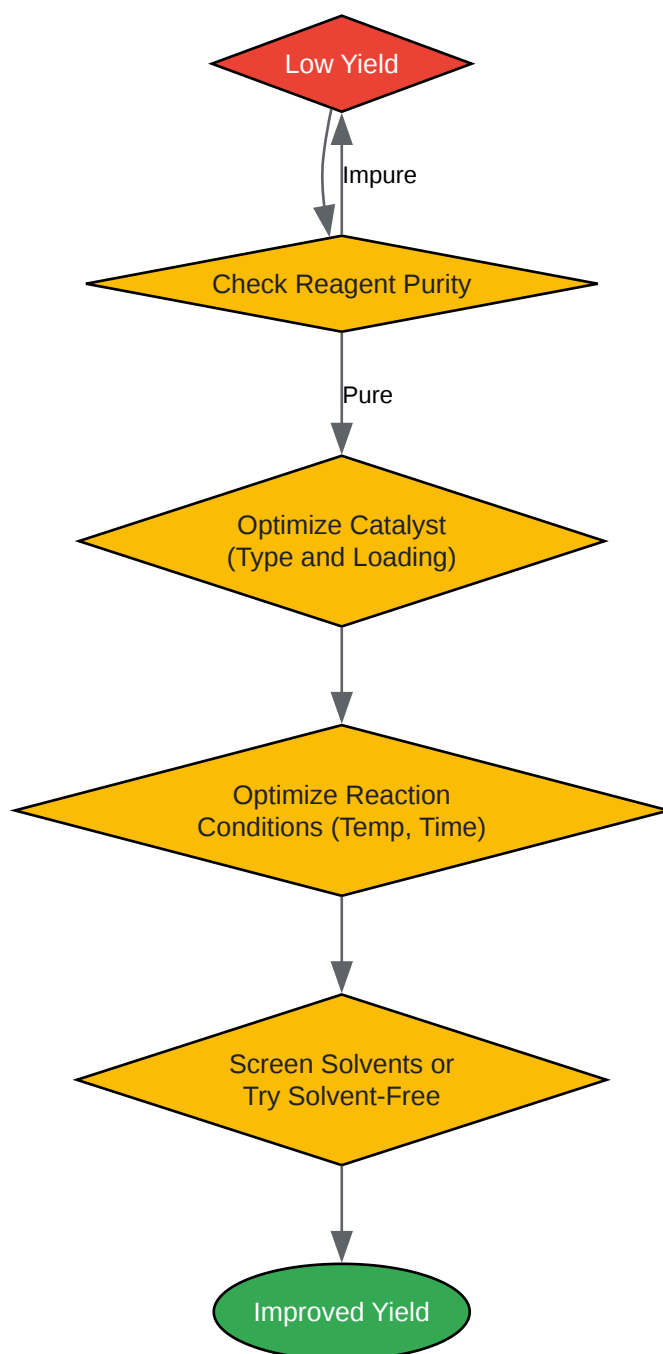 Low Yield
Impure
Check Reagent Purity
Pure
Optimize Catalyst
(Type and Loading)
Optimize Reaction
Conditions (Temp, Time)
Screen Solvents or
Try Solvent-Free
Improved Yield